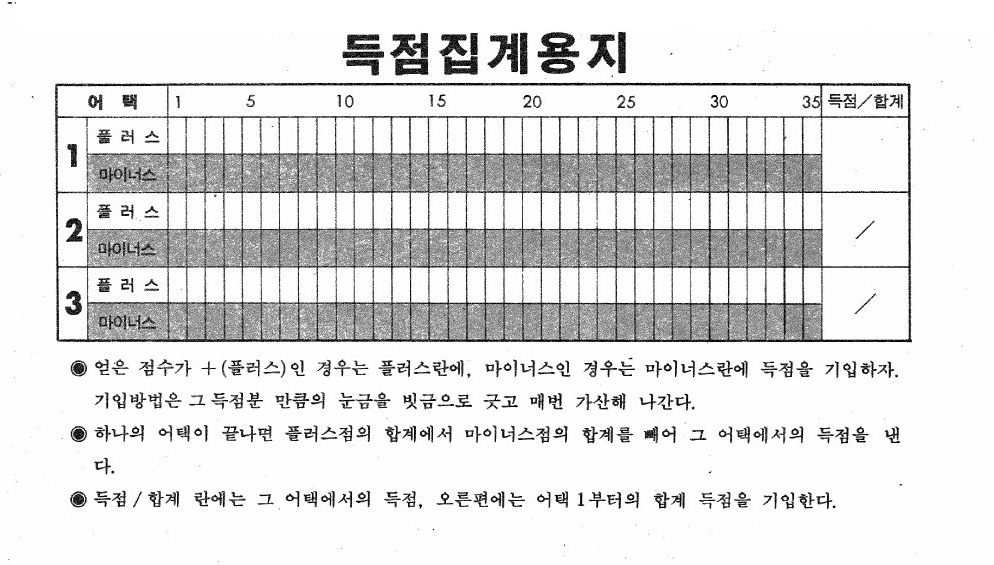 득점집계용지
어 택 1 5 10 15 20 25 30 35 득점/합계
1 플 러 스
마이너스
2 플 러 스
마이너스 /
3 플 러 스
마이너스 /
◉ 얻은 점수가 +(플러스)인 경우는 플러스란에, 마이너스인 경우는 마이너스란에 득점을 기입하자.
기입방법은 그 득점분 만큼의 눈금을 빗금으로 긋고 매번 가산해 나간다.
◉ 하나의 어택이 끝나면 플러스점의 합계에서 마이너스점의 합계를 빼어 그 어택에서의 득점을 낸
다.
◉ 득점/합계 란에는 그 어택에서의 득점, 오른편에는 어택 1부터의 합계 득점을 기입한다.